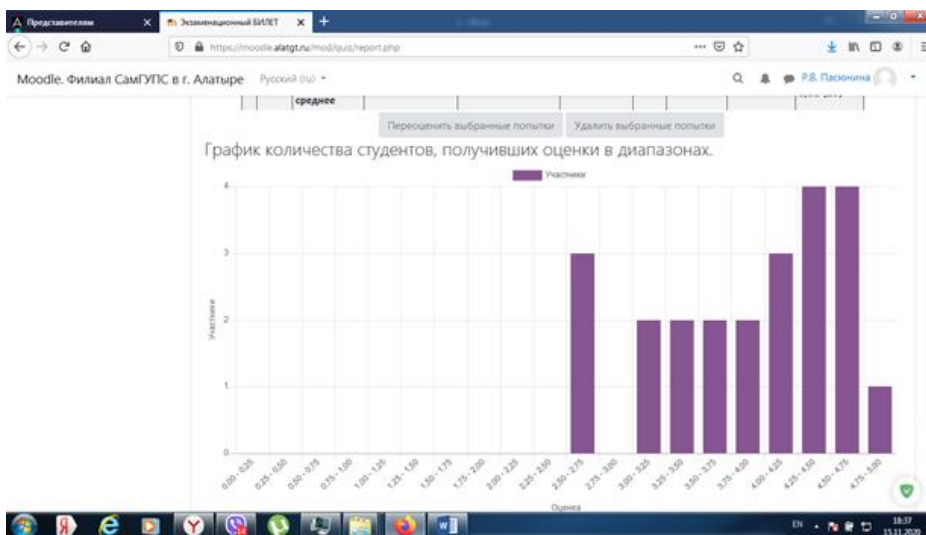 Представителям
Экзаменационный БИЛЕТ
https://moodle.alatgt.ru/mod/quiz/report.php
Moodle. Филиал СамГУПС в г. Алатыре
Русский (ru)
Р.В. Пасюнина
среднее
Переоценить выбранные попытки
Удалить выбранные попытки
График количества студентов, получивших оценки в диапазонах.
Участники
4
3
2
1
0
Участники
0,00 - 0,25
0,25 - 0,50
0,50 - 0,75
0,75 - 1,00
1,00 - 1,25
1,25 - 1,50
1,50 - 1,75
1,75 - 2,00
2,00 - 2,25
2,25 - 2,50
2,50 - 2,75
2,75 - 3,00
3,00 - 3,25
3,25 - 3,50
3,50 - 3,75
3,75 - 4,00
4,00 - 4,25
4,25 - 4,50
4,50 - 4,75
4,75 - 5,00
Оценка
EN
18:37
15.11.2020